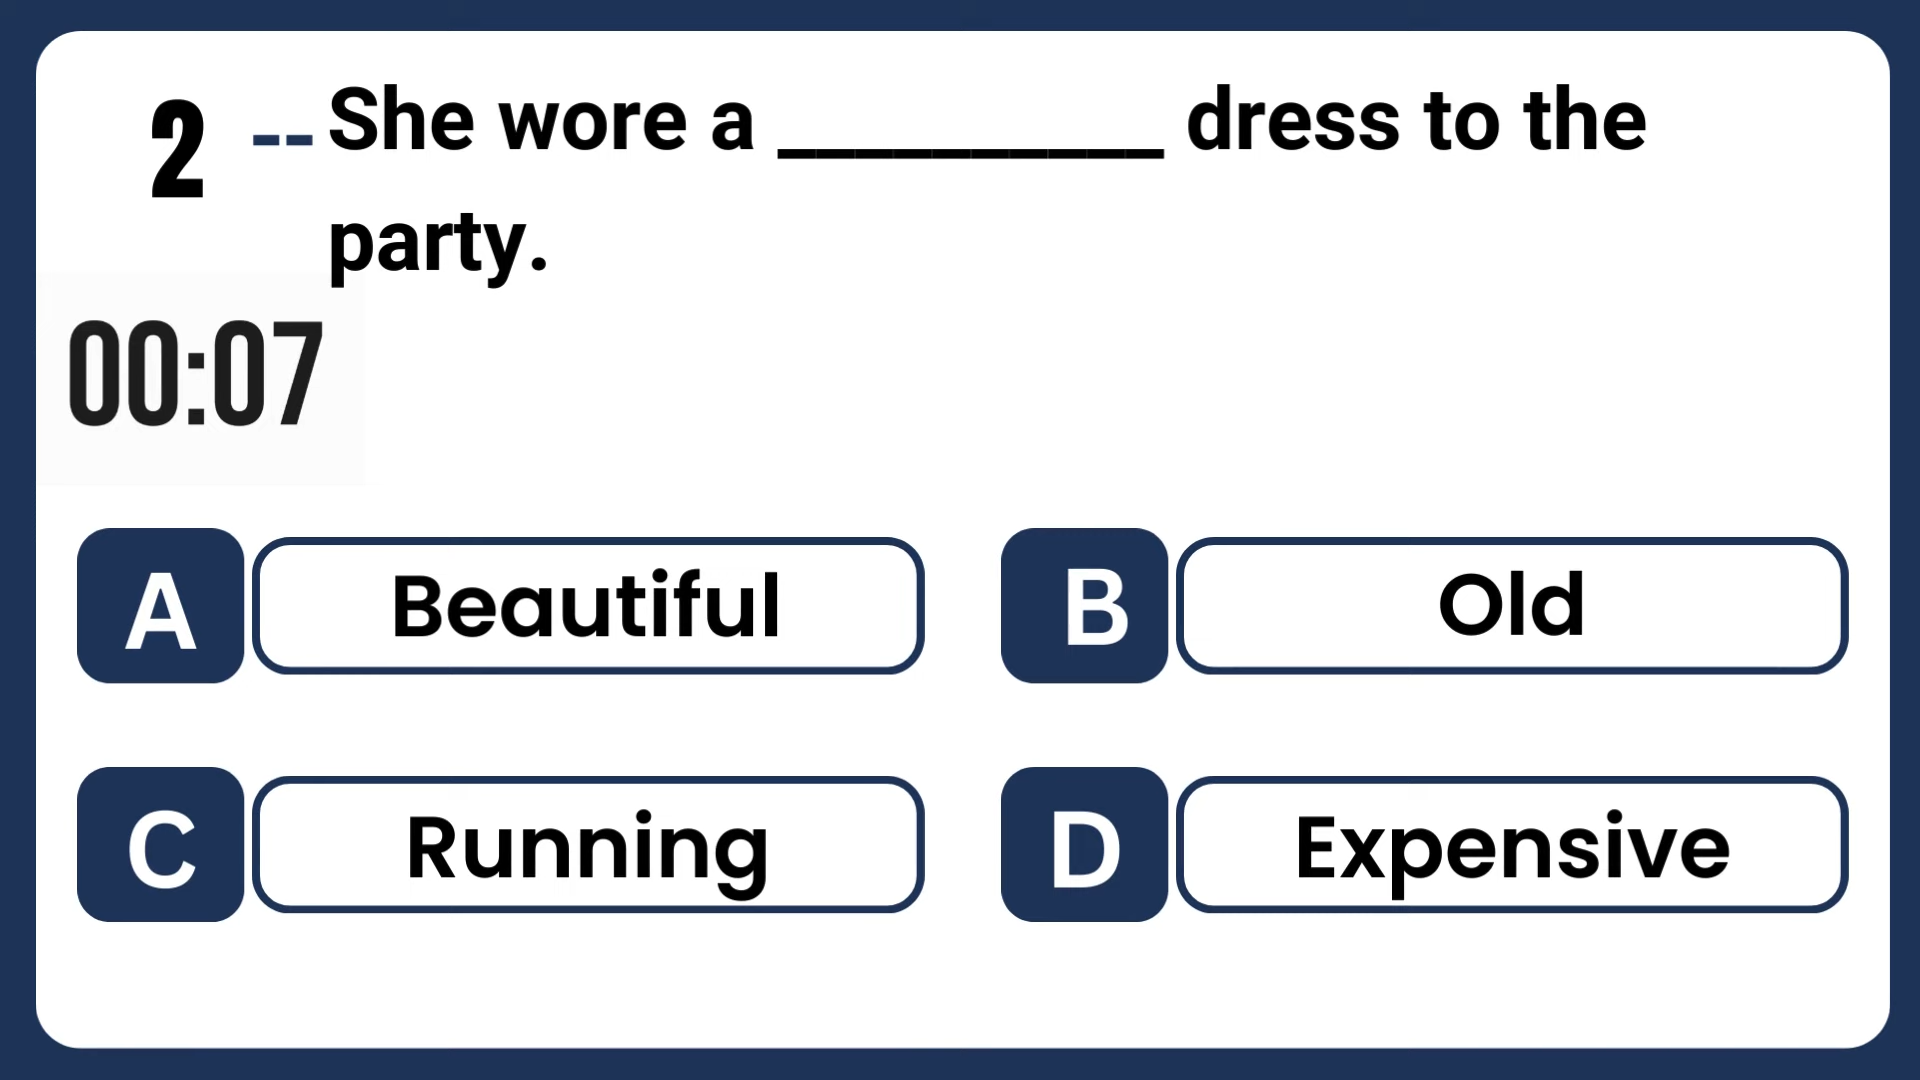 2 -- She wore a __________ dress to the
party.
00:07
A Beautiful
B Old
C Running
D Expensive